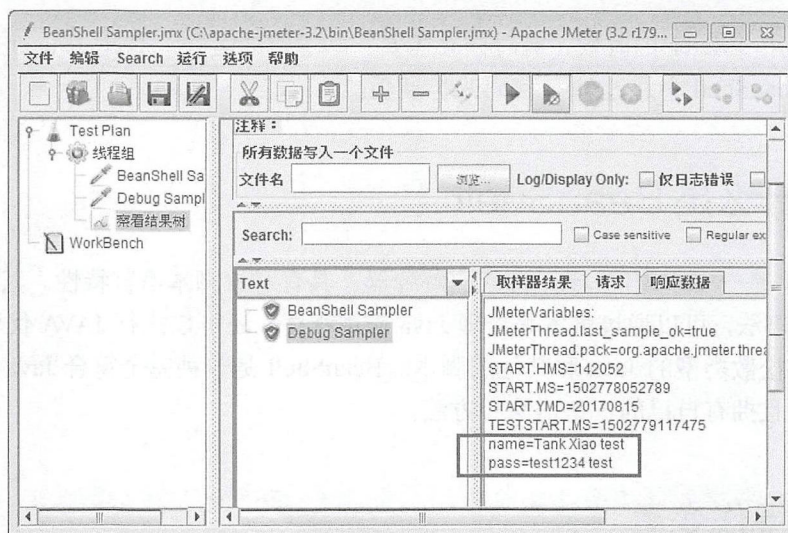 BeanShell Sampler.jmx (C:\apache-jmeter-3.2\bin\BeanShell Sampler.jmx) - Apache JMeter (3.2 r179...
文件 编辑 Search 运行 选项 帮助
Test Plan
线程组
BeanShell Sa
Debug Sampl
察看结果树
WorkBench
注释：
所有数据写入一个文件
文件名 浏览... Log/Display Only: 仅日志错误
Search: Case sensitive Regular ex
Text
BeanShell Sampler
Debug Sampler
取样器结果 请求 响应数据
JMeterVariables:
JMeterThread.last_sample_ok=true
JMeterThread.pack=org.apache.jmeter.threa
START.HMS=142052
START.MS=1502778052789
START.YMD=20170815
TESTSTART.MS=1502779117475
name=Tank Xiao test
pass=test1234 test